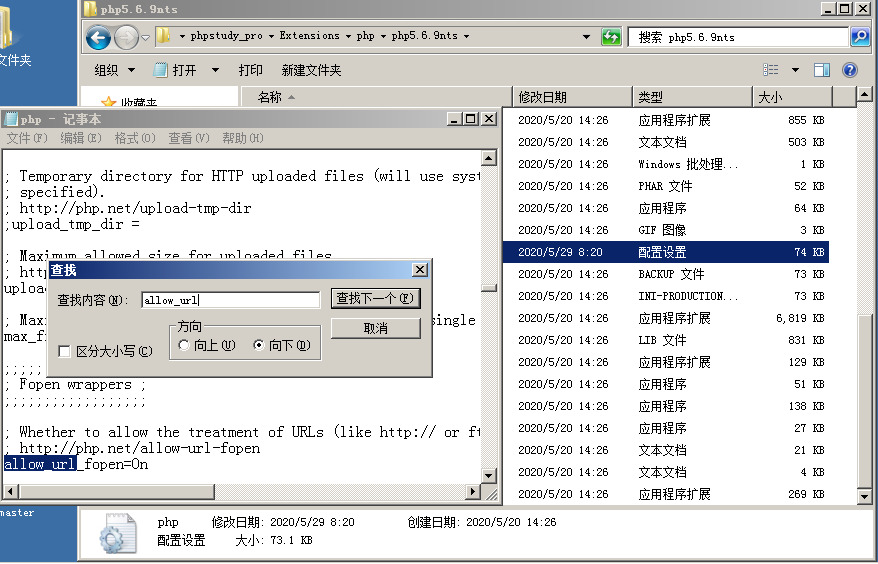 php5.6.9nts
文件夹
phpstudy_pro
Extensions
php
php5.6.9nts
搜索 php5.6.9nts
组织
打开
打印
新建文件夹
收藏夹
名称
修改日期
类型
大小
2020/5/20 14:26 应用程序扩展 855 KB
2020/5/20 14:26 文本文档 503 KB
2020/5/20 14:26 Windows 批处理... 1 KB
2020/5/20 14:26 PHAR 文件 52 KB
2020/5/20 14:26 应用程序 64 KB
2020/5/20 14:26 GIF 图像 3 KB
2020/5/29 8:20 配置设置 74 KB
2020/5/20 14:26 BACKUP 文件 73 KB
2020/5/20 14:26 INI-PRODUCTION... 73 KB
2020/5/20 14:26 应用程序扩展 6,819 KB
2020/5/20 14:26 LIB 文件 831 KB
2020/5/20 14:26 应用程序扩展 129 KB
2020/5/20 14:26 应用程序 51 KB
2020/5/20 14:26 应用程序 138 KB
2020/5/20 14:26 应用程序 27 KB
2020/5/20 14:26 文本文档 21 KB
2020/5/20 14:26 文本文档 4 KB
2020/5/20 14:26 应用程序扩展 269 KB
php - 记事本
文件(F) 编辑(E) 格式(O) 查看(V) 帮助(H)
; Temporary directory for HTTP uploaded files (will use syst
; specified).
; http://php.net/upload-tmp-dir
;upload_tmp_dir =
; Maximum allowed size for uploaded files.
; htt
uploa
; Maxi
single
max_fi
;;;;;
; Fopen wrappers ;
;;;;;;;;;;;;;;;;;;
; Whether to allow the treatment of URLs (like http:// or ft
; http://php.net/allow-url-fopen
allow_url_fopen=On
查找
查找内容(N):
allow_url
查找下一个(F)
取消
方向
向上(U)
向下(D)
区分大小写(C)
master
php 修改日期: 2020/5/29 8:20 创建日期: 2020/5/20 14:26
配置设置 大小: 73.1 KB